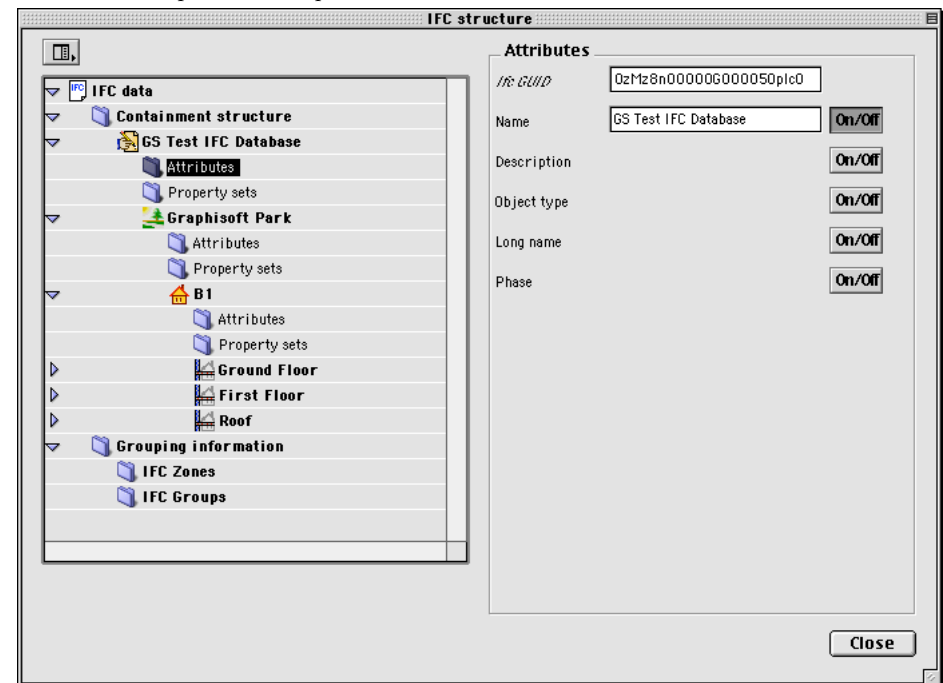 IFC structure
IFC data
Containment structure
GS Test IFC Database
Attributes
Property sets
Graphisoft Park
Attributes
Property sets
B1
Attributes
Property sets
Ground Floor
First Floor
Roof
Grouping information
IFC Zones
IFC Groups
Attributes
Ifc GUID 0zMz8n00000G000050plc0
Name GS Test IFC Database On/Off
Description On/Off
Object type On/Off
Long name On/Off
Phase On/Off
Close